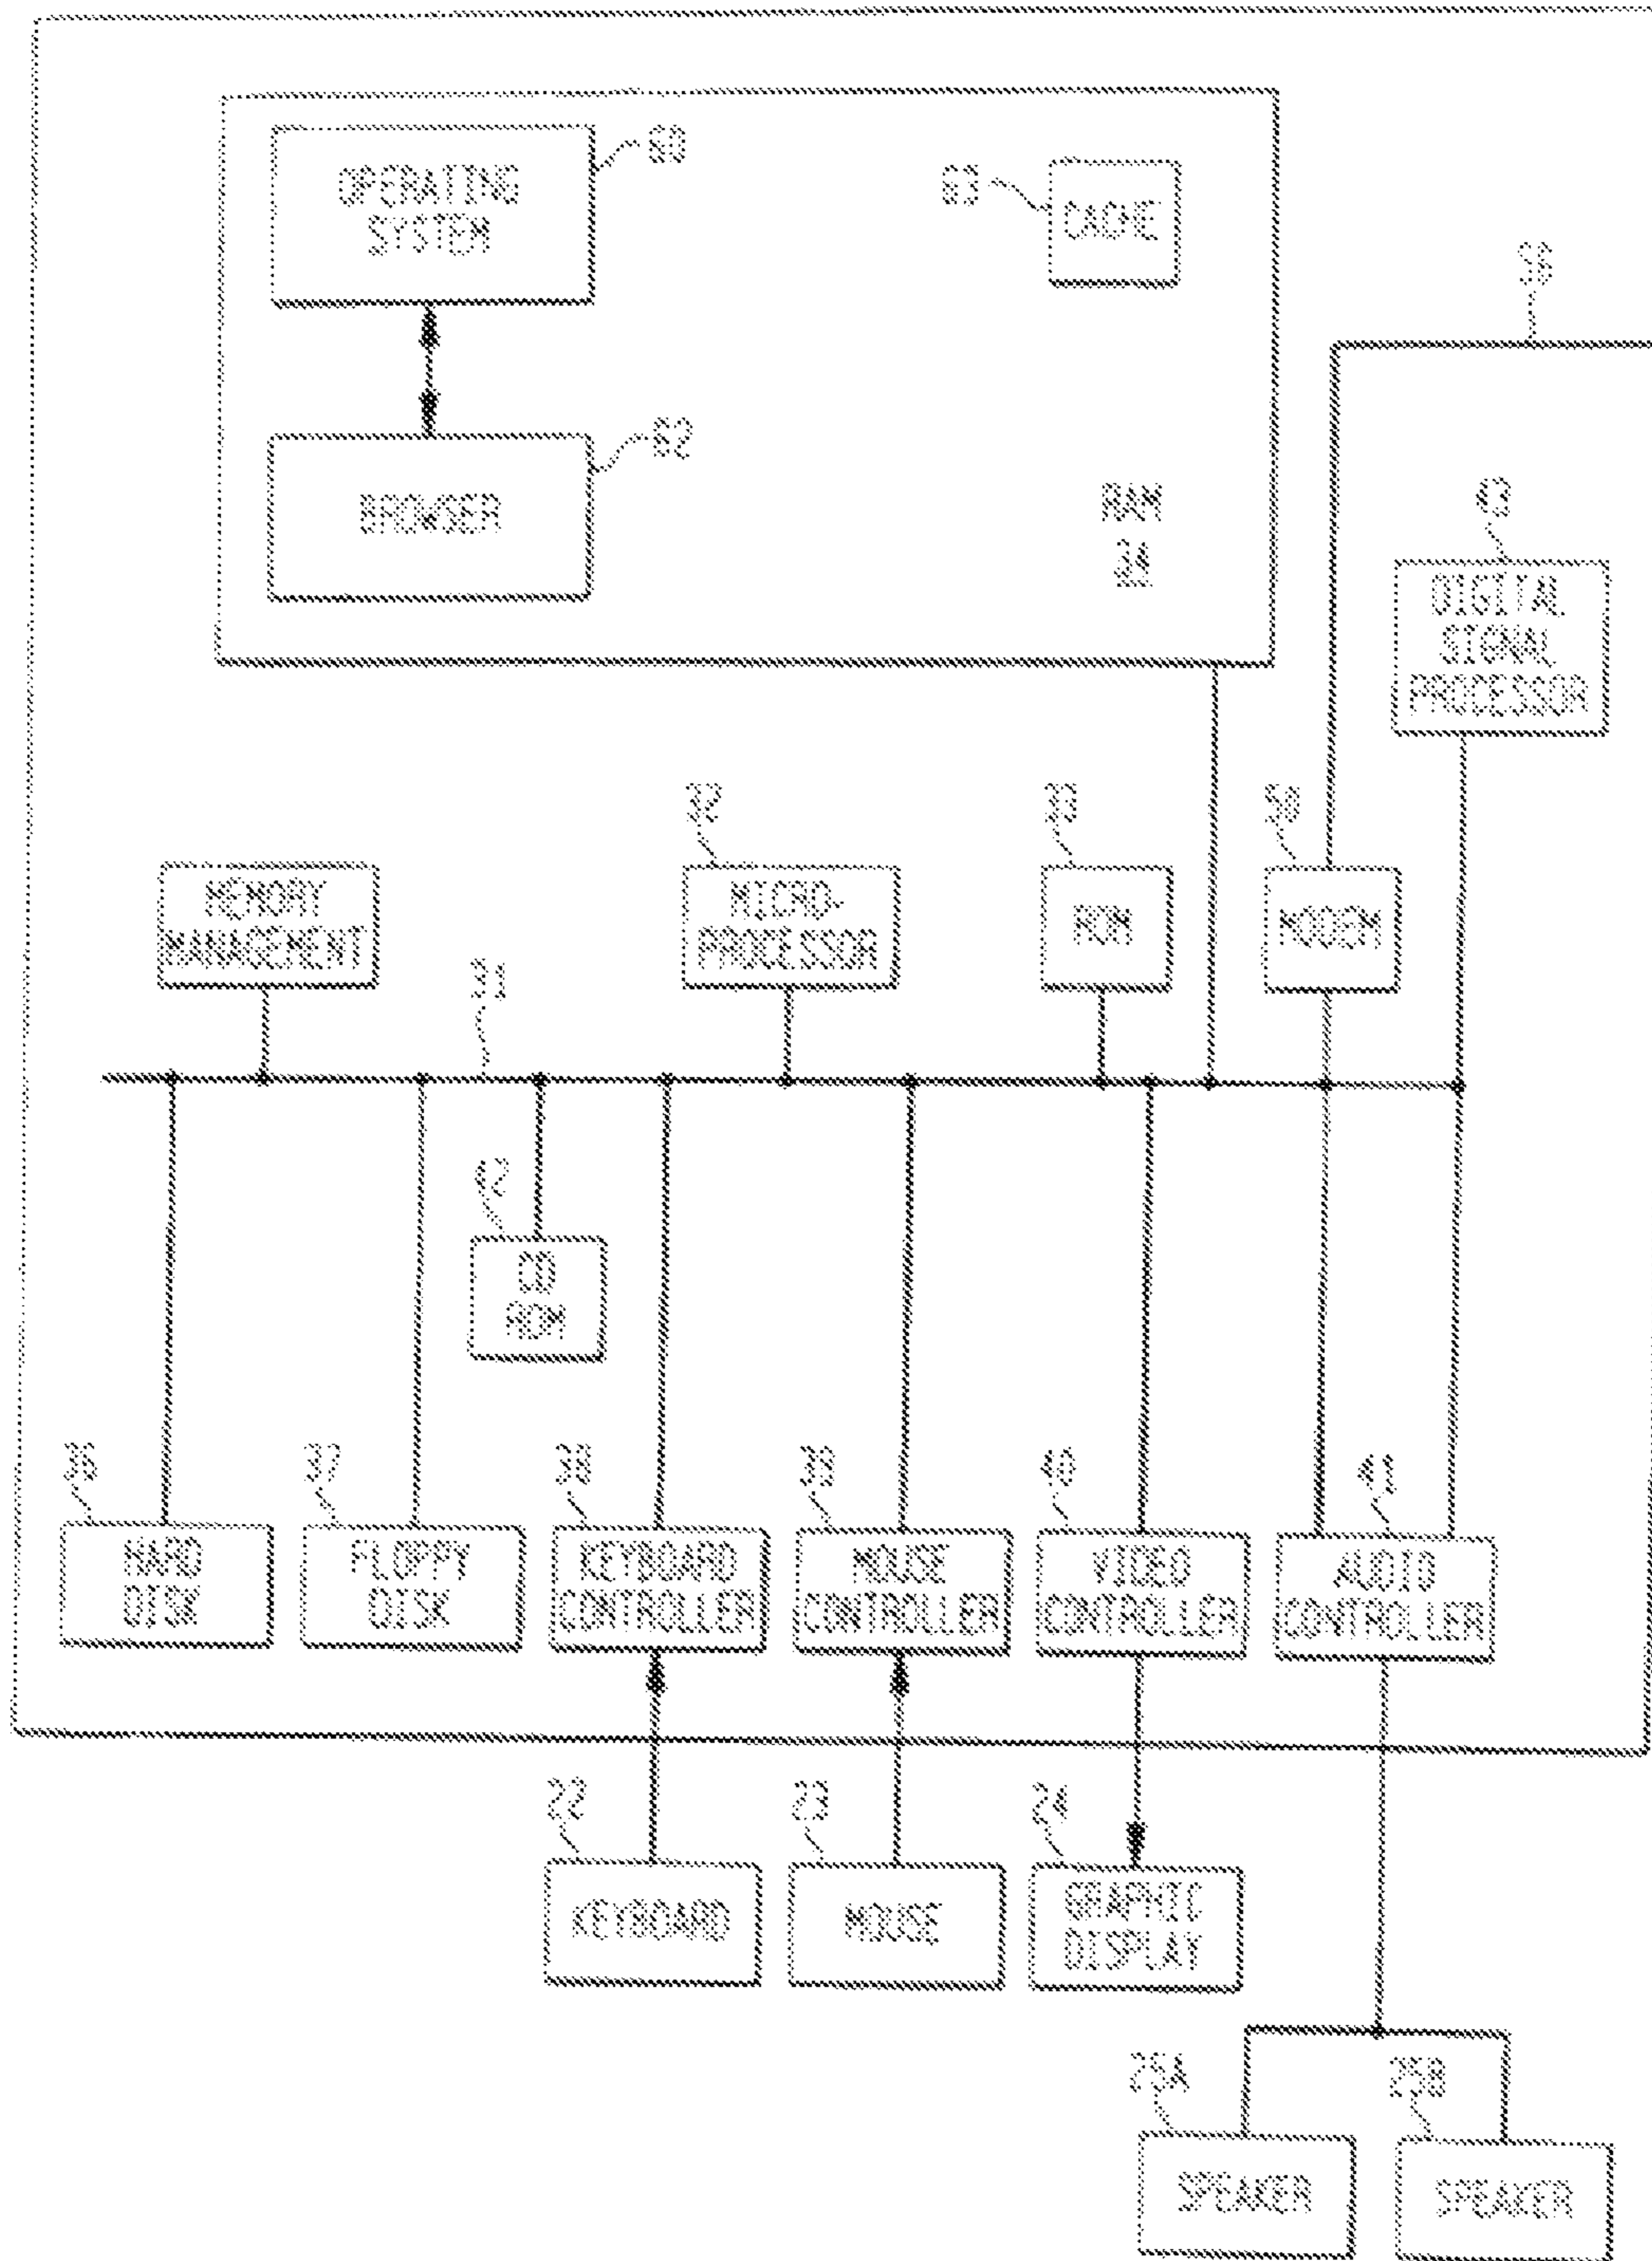 60
OPERATING
SYSTEM
63
CACHE
56
62
BROWSER
RAM
34
43
DIGITAL
SIGNAL
PROCESSOR
32
33
50
MEMORY
MANAGEMENT
MICRO-
PROCESSOR
ROM
MODEM
31
42
CD
ROM
36
37
38
39
40
41
HARD
DISK
FLOPPY
DISK
KEYBOARD
CONTROLLER
MOUSE
CONTROLLER
VIDEO
CONTROLLER
AUDIO
CONTROLLER
22
23
24
KEYBOARD
MOUSE
GRAPHIC
DISPLAY
25A
25B
SPEAKER
SPEAKER